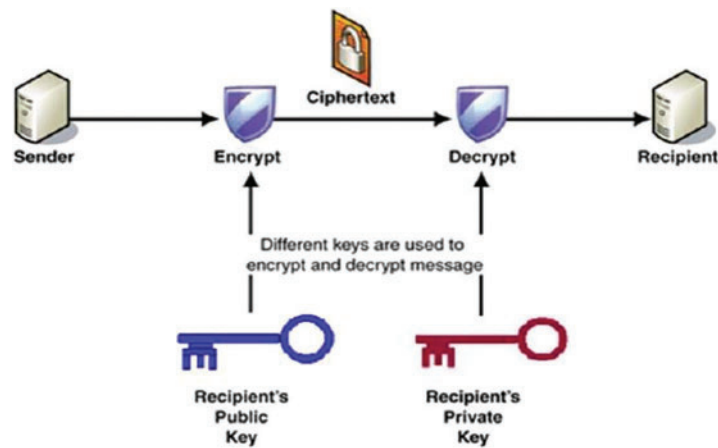 Ciphertext
Sender
Encrypt
Decrypt
Recipient
Different keys are used to
encrypt and decrypt message
Recipient's
Public
Key
Recipient's
Private
Key